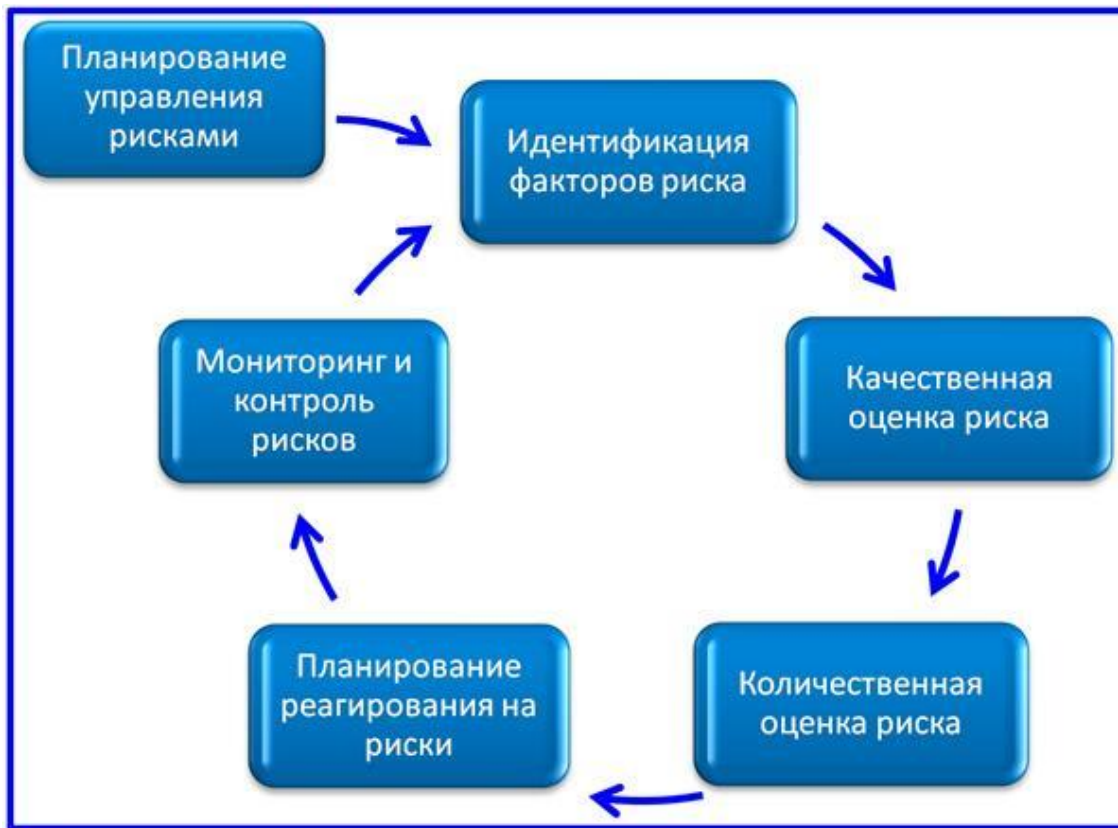 Планирование
управления
рисками
Идентификация
факторов риска
Качественная
оценка риска
Количественная
оценка риска
Планирование
реагирования на
риски
Мониторинг и
контроль
рисков